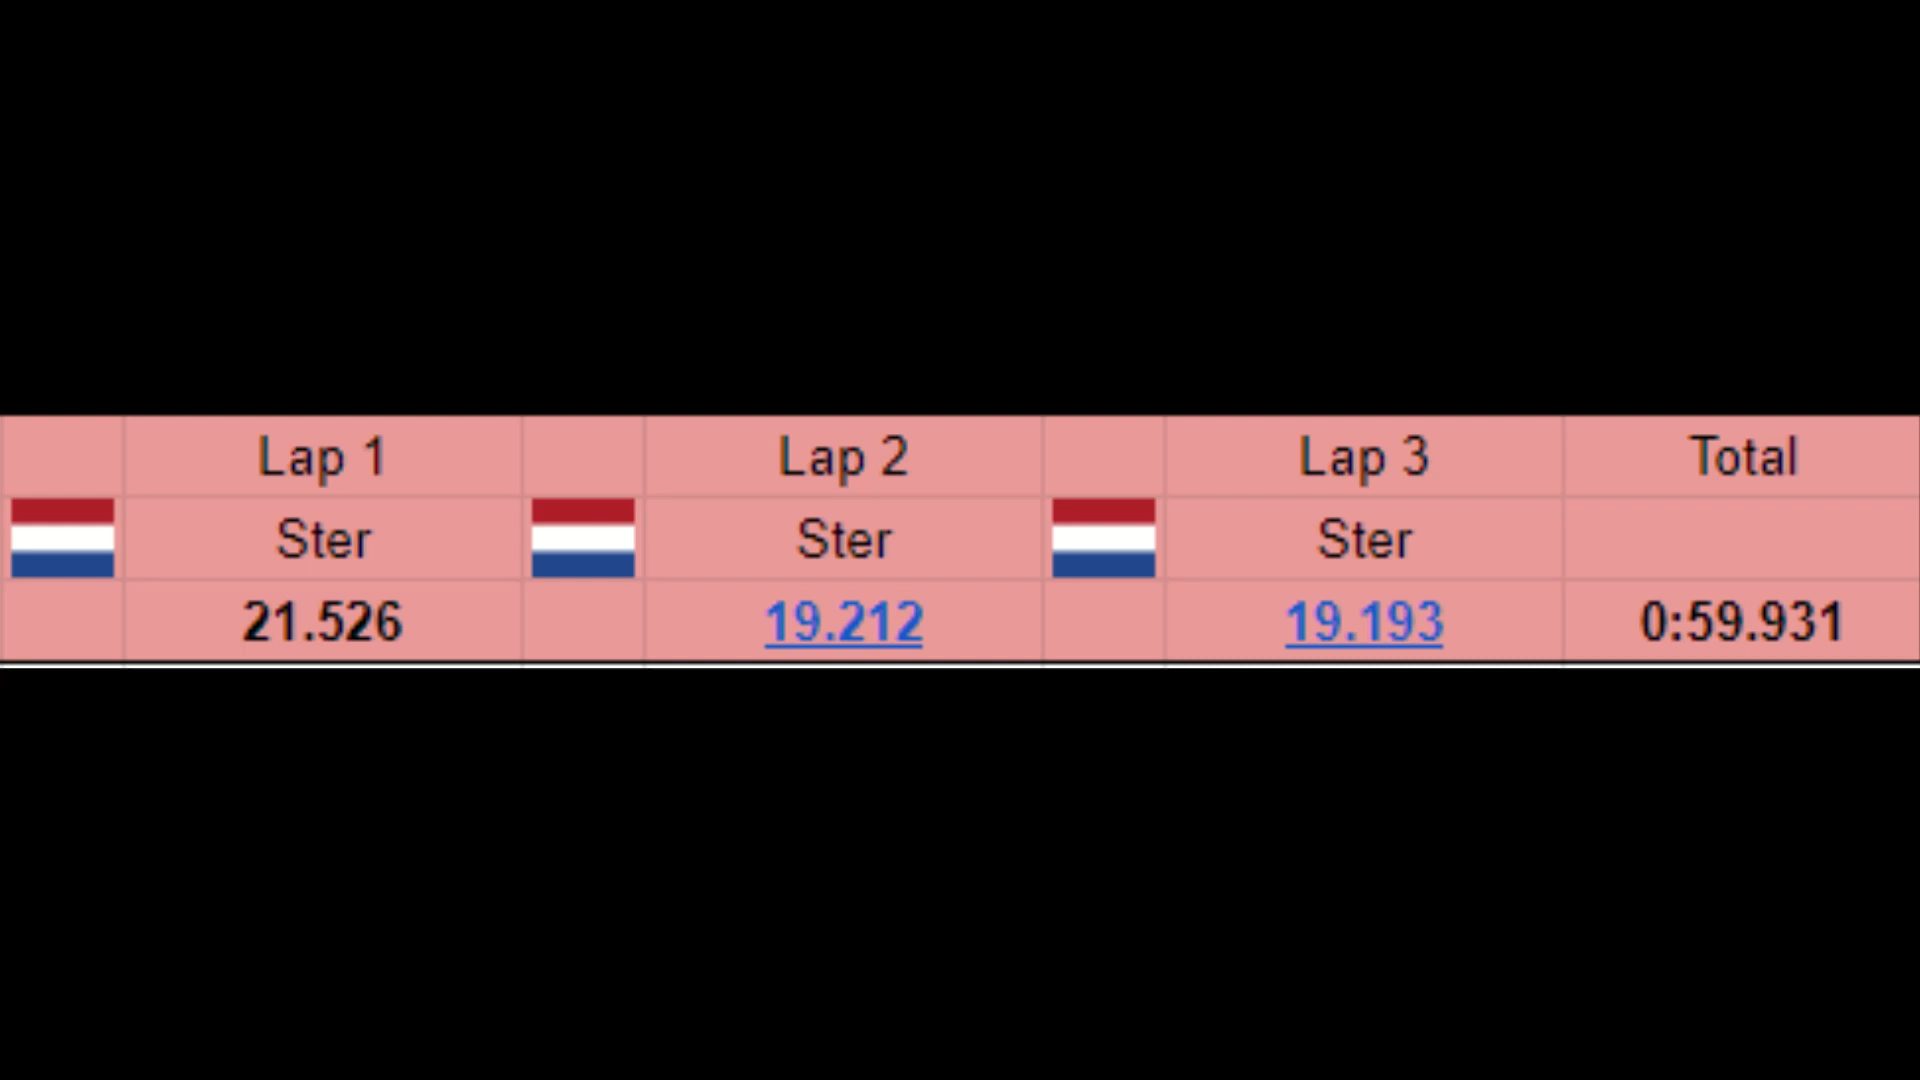 Lap 1 Lap 2 Lap 3 Total
Ster Ster Ster
21.526 19.212 19.193 0:59.931